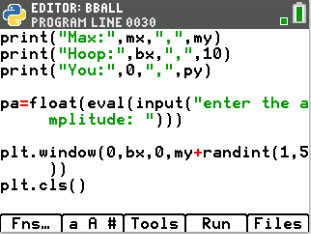 EDITOR: BBALL
PROGRAM LINE 0030
print("Max:",mx,",",my)
print("Hoop:",bx,",",10)
print("You:",0,",",py)
pa=float(eval(input("enter the a
mplitude: ")))
plt.window(0,bx,0,my+randint(1,5
))
plt.cls()
Fns… a A # Tools Run Files